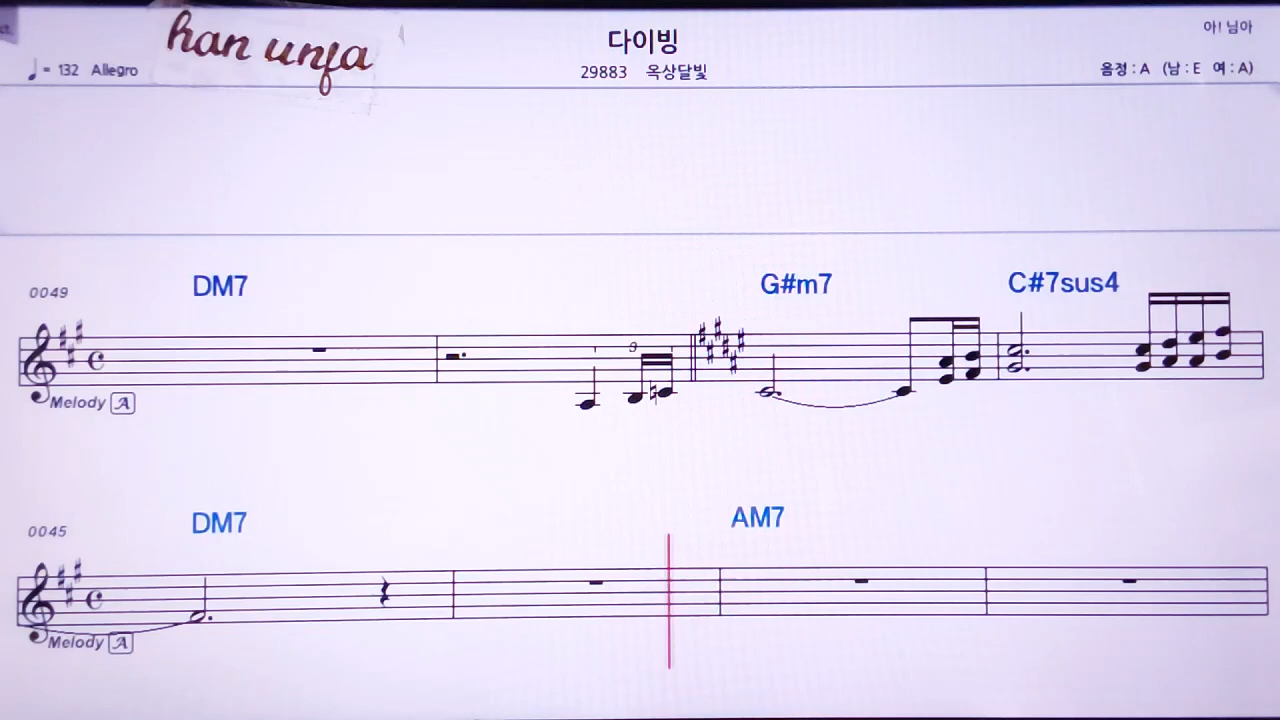 han unja
다이빙
아! 님아
♩= 132 Allegro
29883 옥상달빛
음정 : A (남 : E 여 : A)
0049
DM7
G#m7
C#7sus4
3
Melody A
0045
DM7
AM7
Melody A